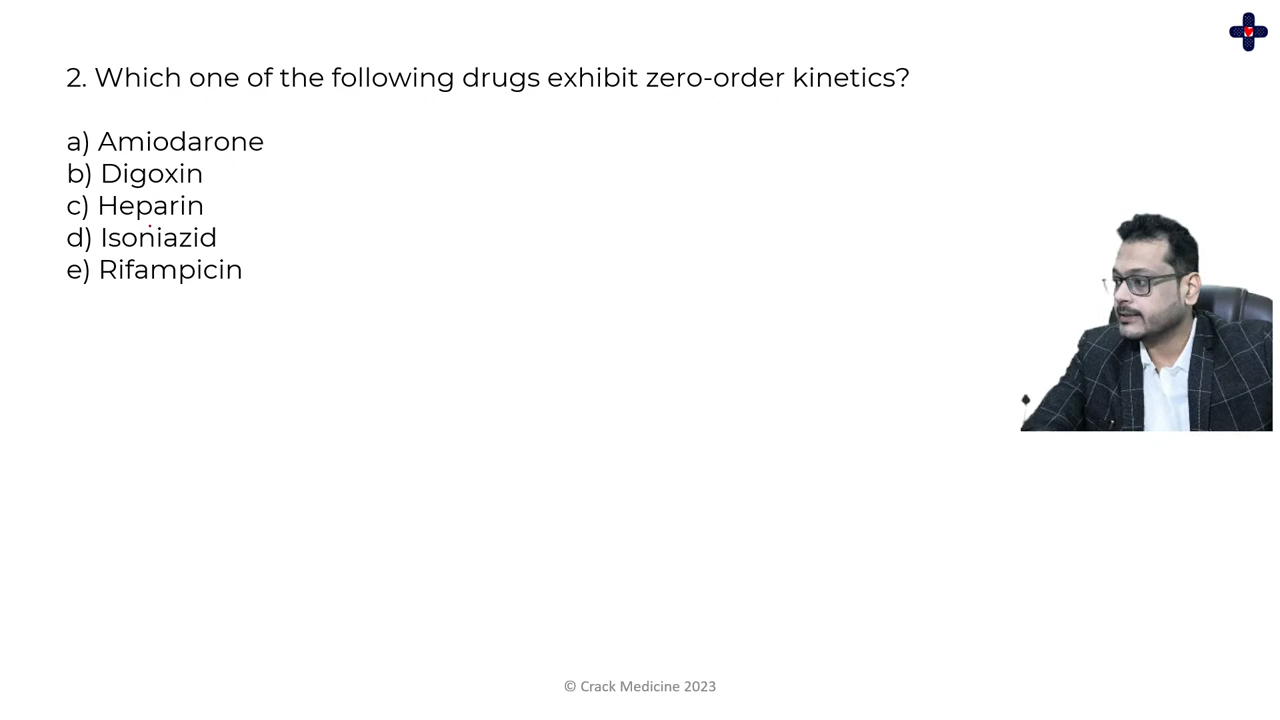 2. Which one of the following drugs exhibit zero-order kinetics?
a) Amiodarone
b) Digoxin
c) Heparin
d) Isoniazid
e) Rifampicin
© Crack Medicine 2023